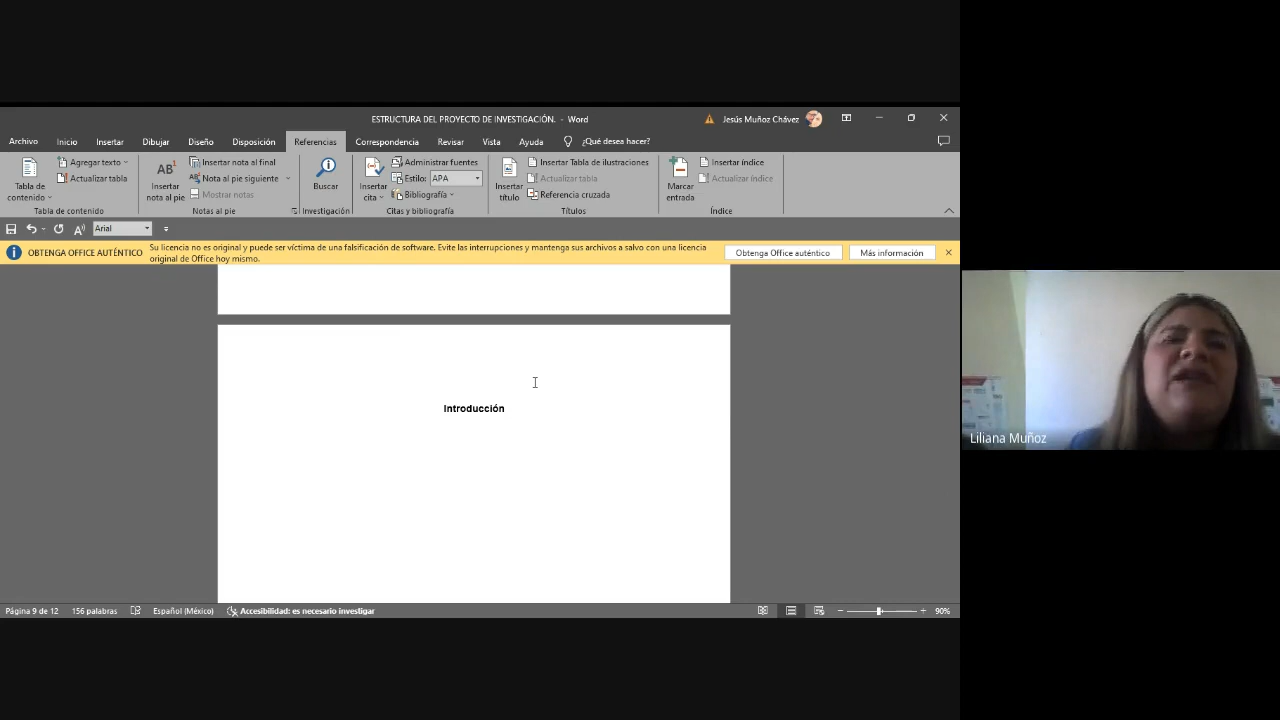 ESTRUCTURA DEL PROYECTO DE INVESTIGACIÓN. - Word
Jesús Muñoz Chávez
Archivo Inicio Insertar Dibujar Diseño Disposición Referencias Correspondencia Revisar Vista Ayuda ¿Qué desea hacer?
Tabla de contenido
Agregar texto
Actualizar tabla
Tabla de contenido
AB1
Insertar nota al pie
Insertar nota al final
Nota al pie siguiente
Mostrar notas
Notas al pie
Buscar
Investigación
Insertar cita
Administrar fuentes
Estilo: APA
Bibliografía
Citas y bibliografía
Insertar título
Insertar Tabla de ilustraciones
Actualizar tabla
Referencia cruzada
Títulos
Marcar entrada
Insertar índice
Actualizar índice
Índice
Arial
OBTENGA OFFICE AUTÉNTICO
Su licencia no es original y puede ser víctima de una falsificación de software. Evite las interrupciones y mantenga sus archivos a salvo con una licencia
original de Office hoy mismo.
Obtenga Office auténtico
Más información
Introducción
Liliana Muñoz
Página 9 de 12 156 palabras Español (México) Accesibilidad: es necesario investigar 90%